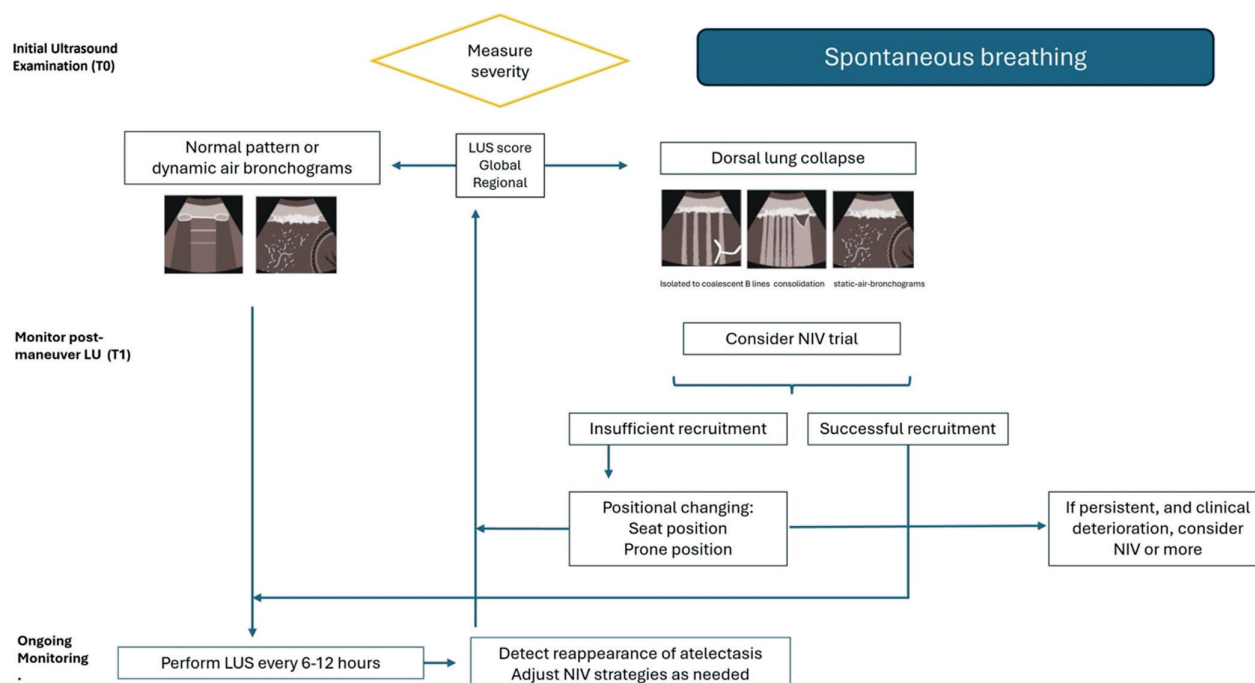 Initial Ultrasound
Examination (T0)
Measure
severity
Spontaneous breathing
Normal pattern or
dynamic air bronchograms
LUS score
Global
Regional
Dorsal lung collapse
Isolated to coalescent B lines consolidation static-air-bronchograms
Monitor post-
maneuver LU (T1)
Consider NIV trial
Insufficient recruitment
Successful recruitment
Positional changing:
Seat position
Prone position
If persistent, and clinical
deterioration, consider
NIV or more
Ongoing
Monitoring
.
Perform LUS every 6-12 hours
Detect reappearance of atelectasis
Adjust NIV strategies as needed